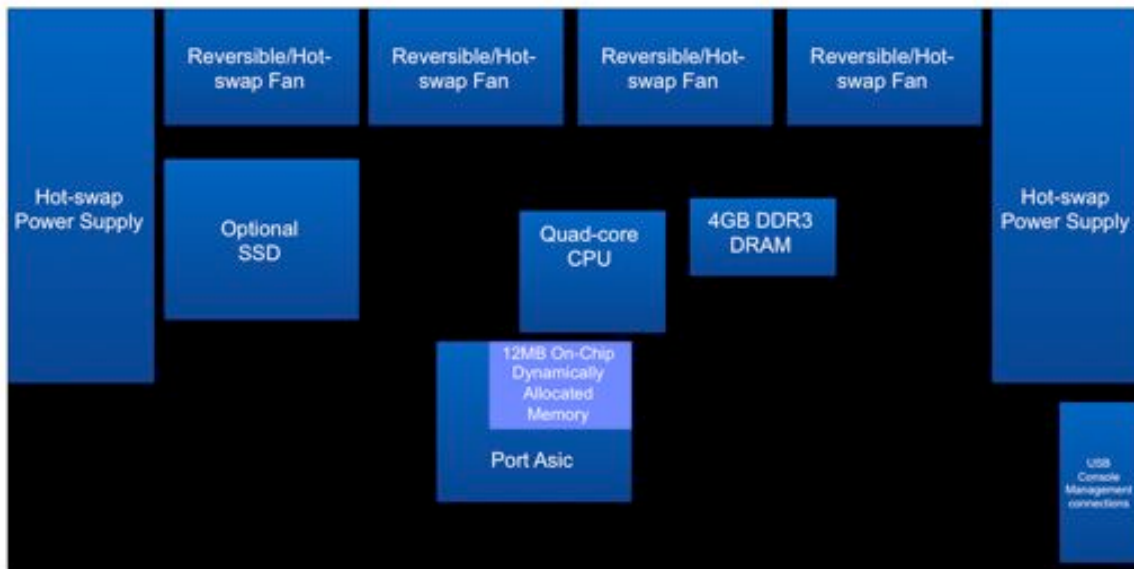 Reversible/Hot-
swap Fan
Reversible/Hot-
swap Fan
Reversible/Hot-
swap Fan
Reversible/Hot-
swap Fan
Hot-swap
Power Supply
Optional
SSD
Quad-core
CPU
4GB DDR3
DRAM
Hot-swap
Power Supply
12MB On-Chip
Dynamically
Allocated
Memory
Port Asic
USB
Console
Management
connections